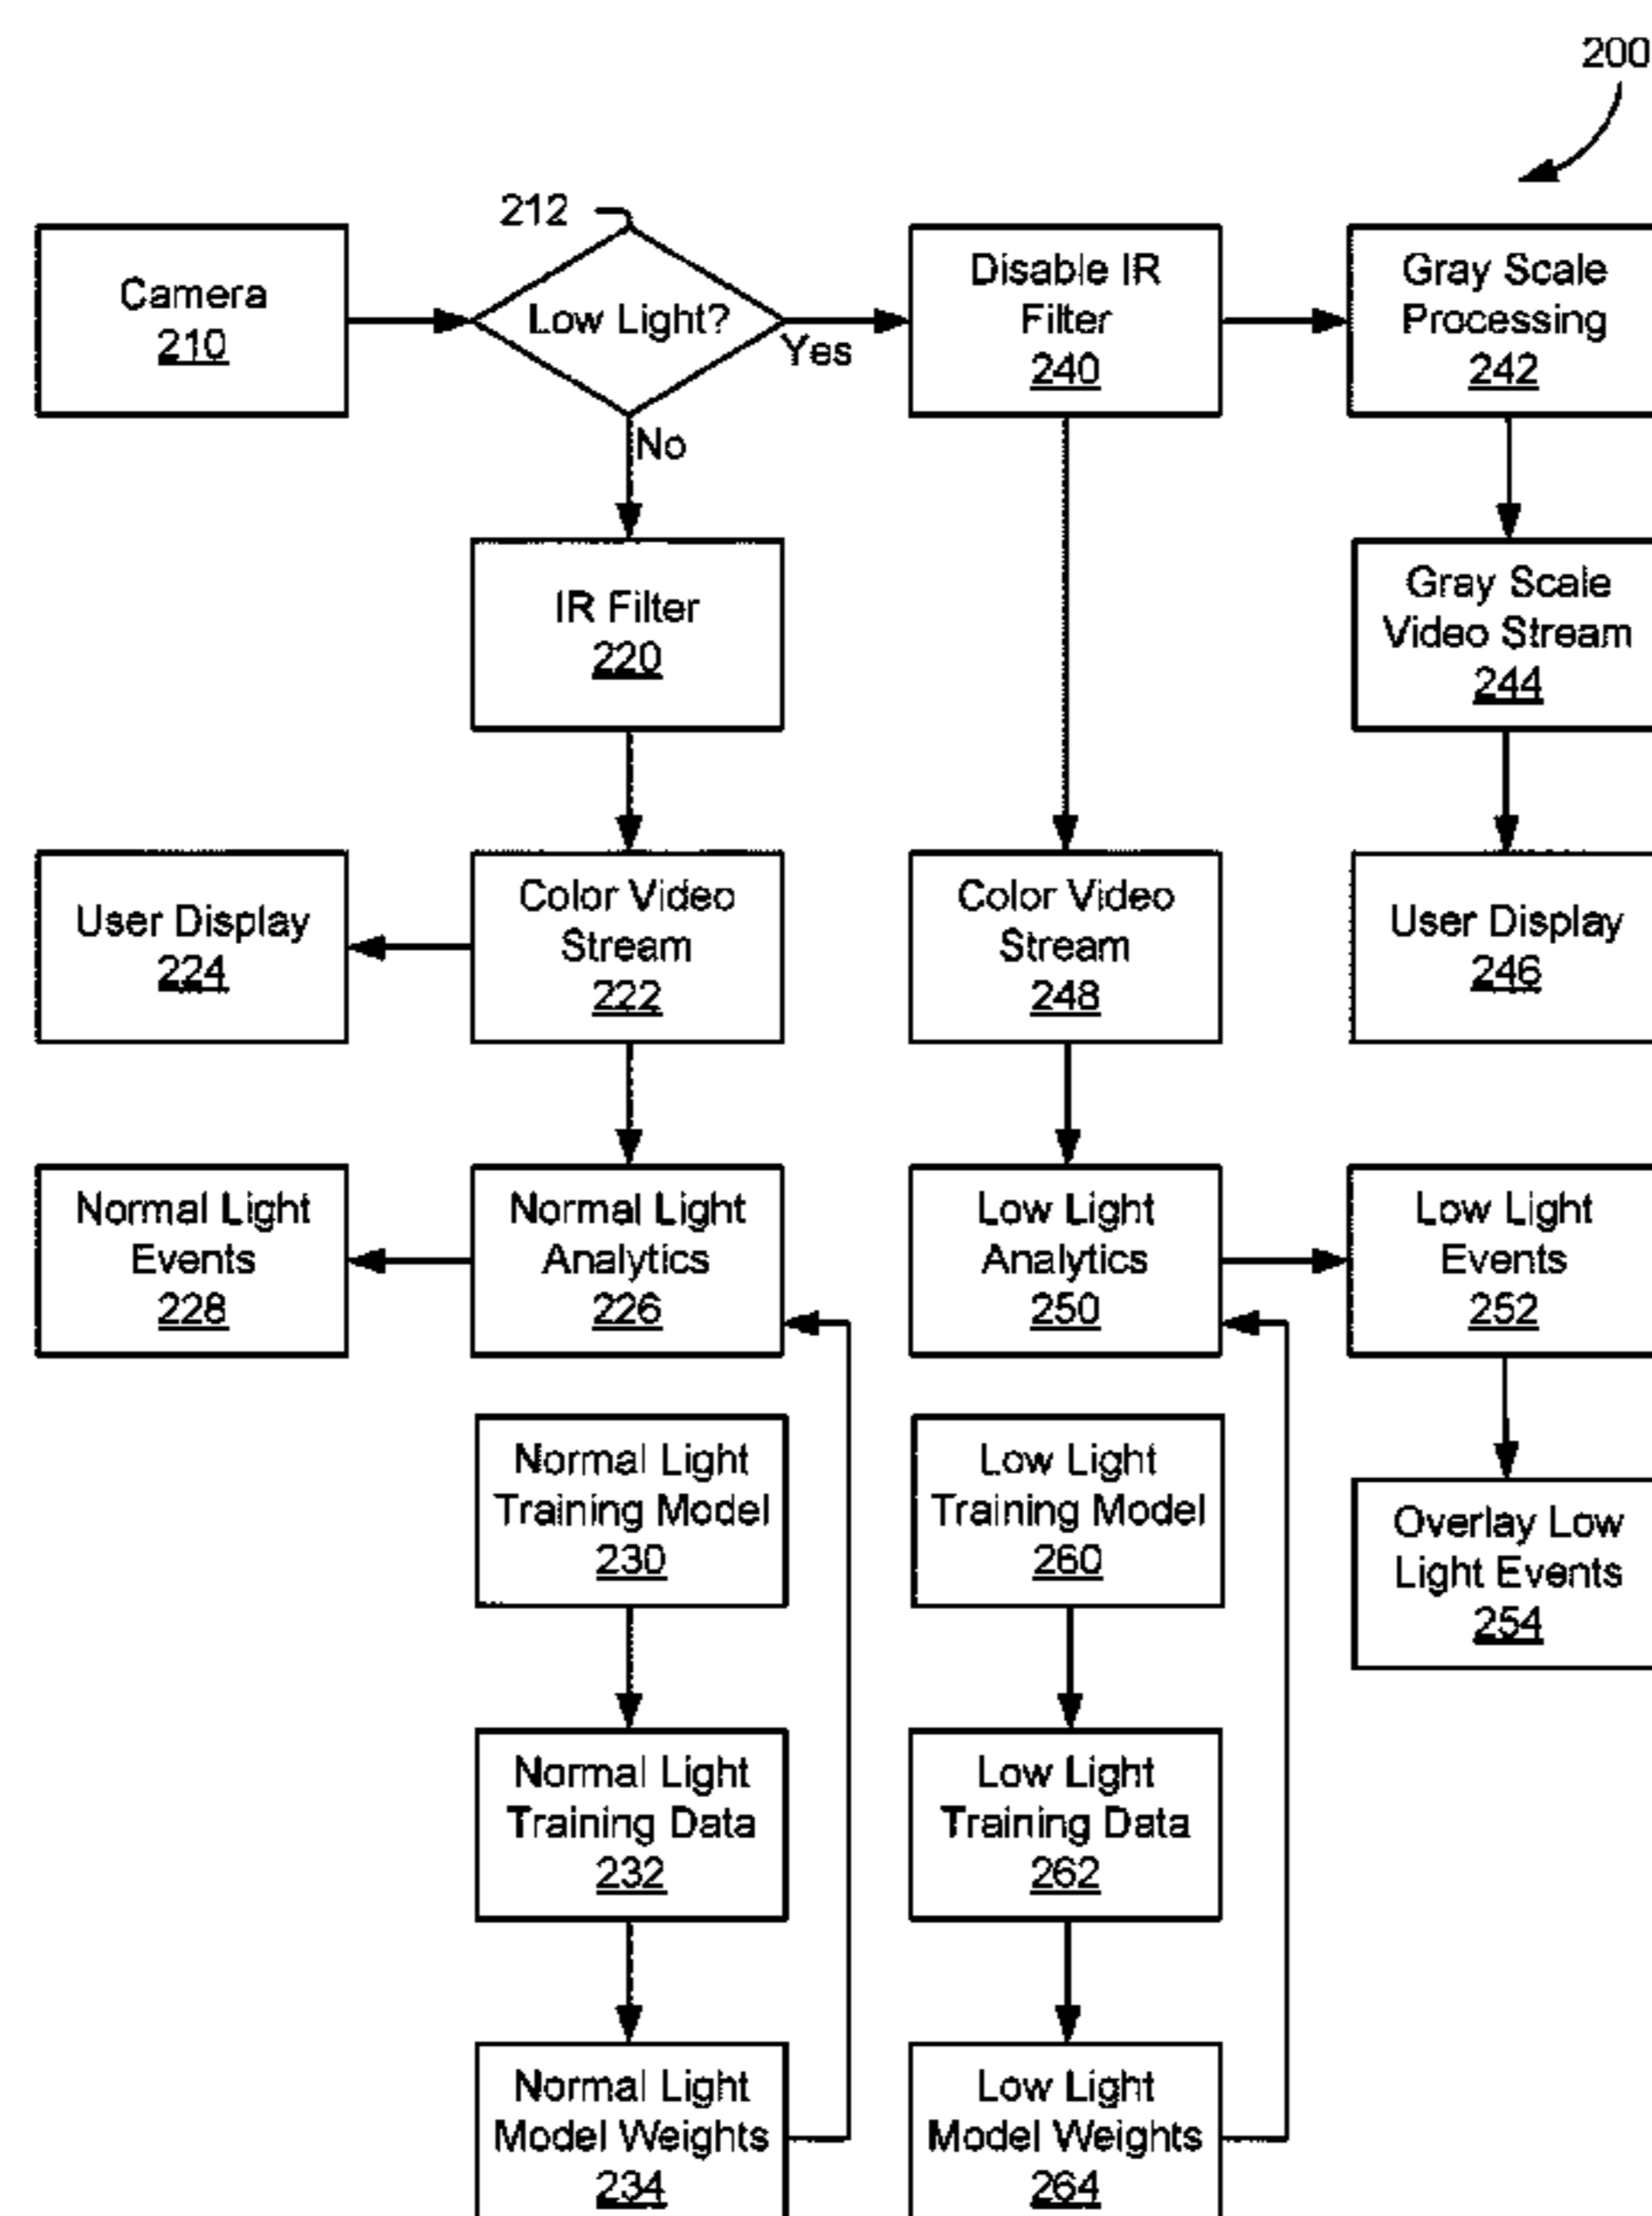 200
212
Camera
210
Low Light?
Yes
No
Disable IR
Filter
240
Gray Scale
Processing
242
IR Filter
220
Gray Scale
Video Stream
244
User Display
224
Color Video
Stream
222
Color Video
Stream
248
User Display
246
Normal Light
Events
228
Normal Light
Analytics
226
Low Light
Analytics
250
Low Light
Events
252
Normal Light
Training Model
230
Low Light
Training Model
260
Overlay Low
Light Events
254
Normal Light
Training Data
232
Low Light
Training Data
262
Normal Light
Model Weights
234
Low Light
Model Weights
264